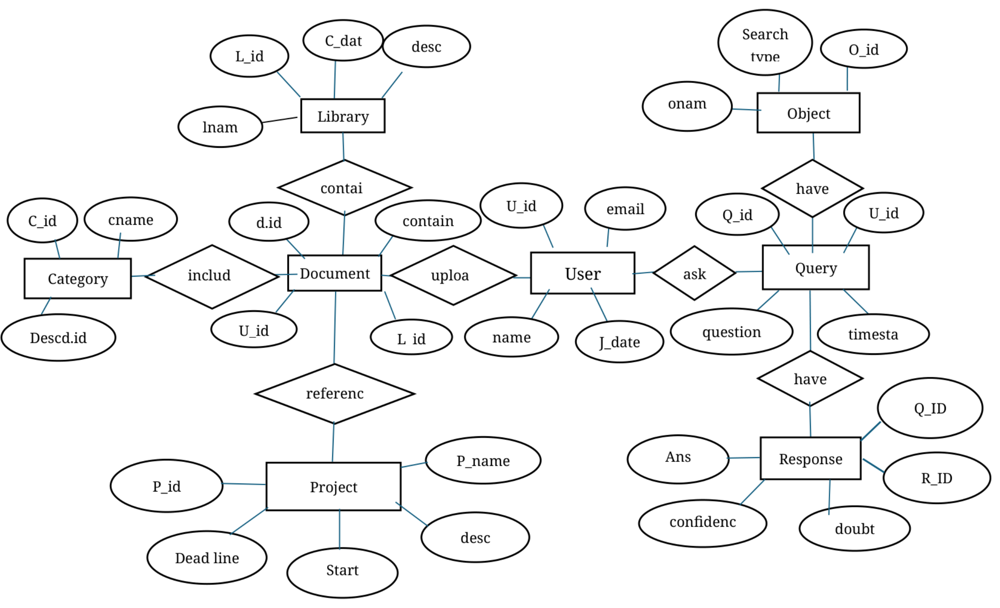 Search
type
C_dat
desc
O_id
L_id
onam
Object
Library
lnam
contai
have
U_id
email
Q_id
U_id
C_id
cname
d.id
contain
Query
Document
User
ask
includ
uploa
Category
U_id
question
timesta
Descd.id
L_id
name
J_date
have
referenc
Q_ID
Ans
Response
P_name
R_ID
P_id
Project
confidenc
doubt
desc
Dead line
Start